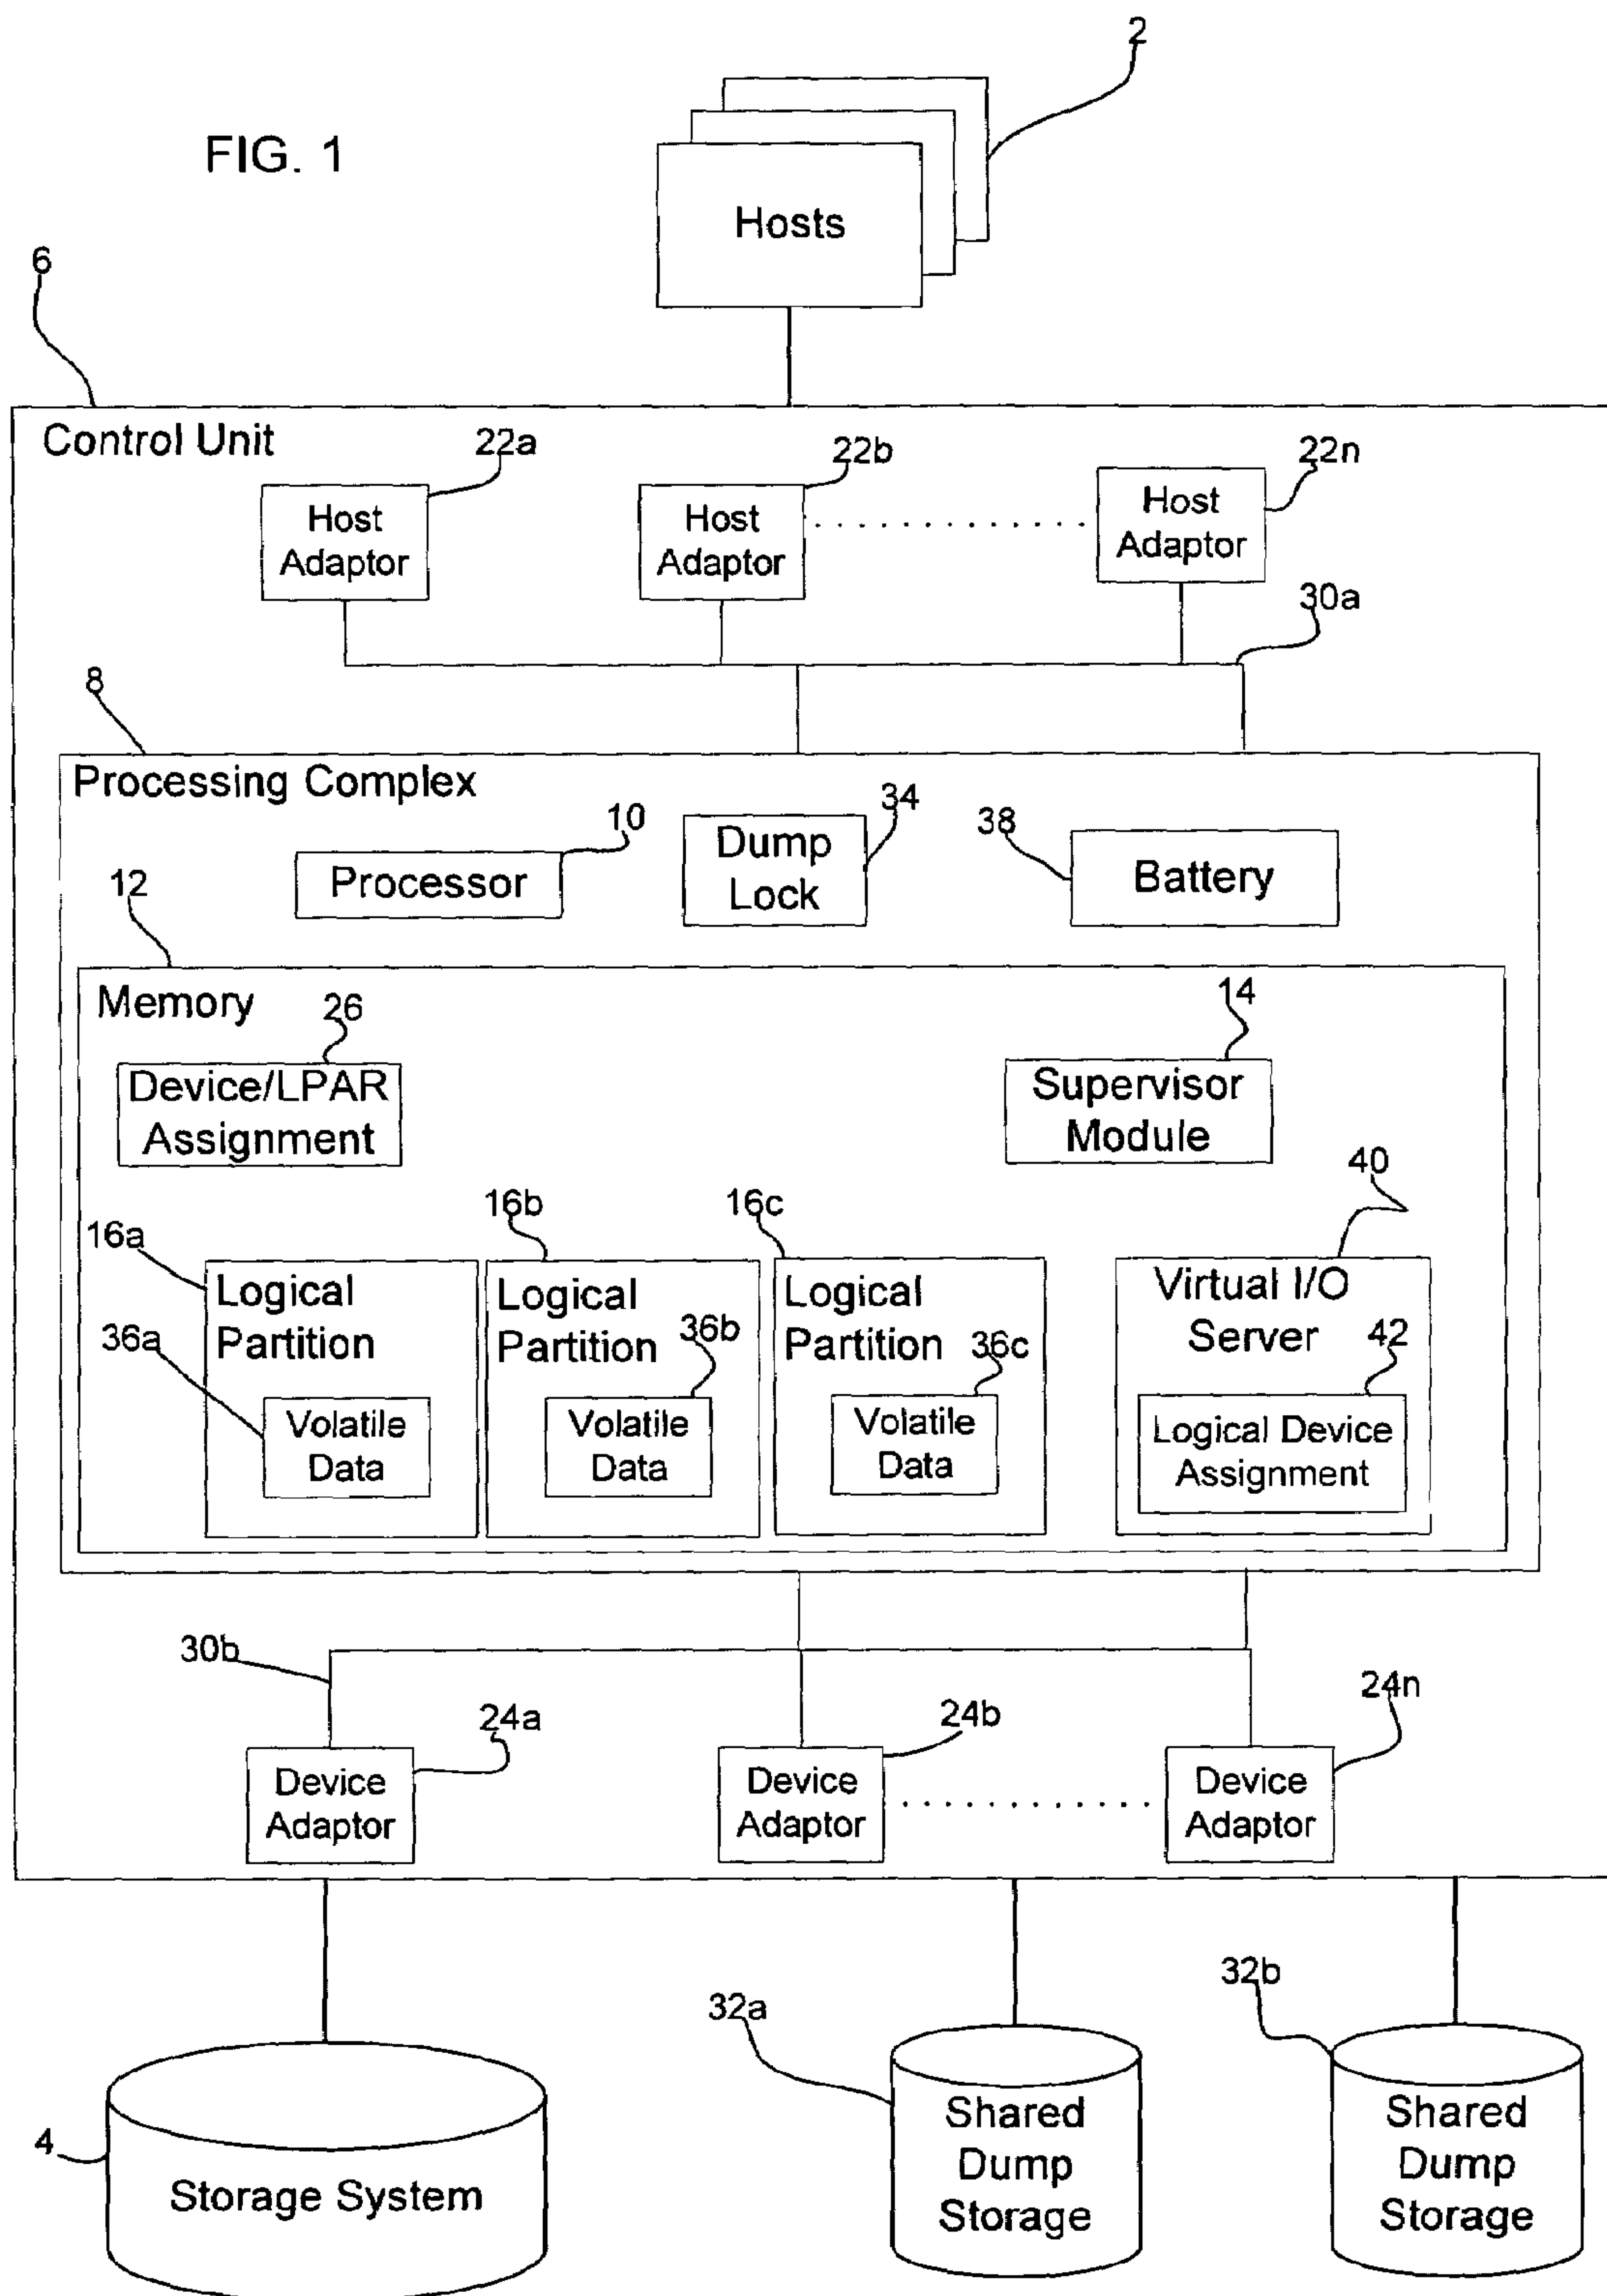 2
FIG. 1
Hosts
6
Control Unit
22a
22b
22n
Host
Adaptor
Host
Adaptor
Host
Adaptor
30a
8
Processing Complex
10
34
38
Processor
Dump
Lock
Battery
12
Memory
26
14
Device/LPAR
Assignment
Supervisor
Module
40
16a
16b
16c
Logical
Partition
Logical
Partition
Logical
Partition
Virtual I/O
Server
36a
36b
36c
42
Volatile
Data
Volatile
Data
Volatile
Data
Logical Device
Assignment
30b
24a
24b
24n
Device
Adaptor
Device
Adaptor
Device
Adaptor
32a
32b
4
Storage System
Shared
Dump
Storage
Shared
Dump
Storage